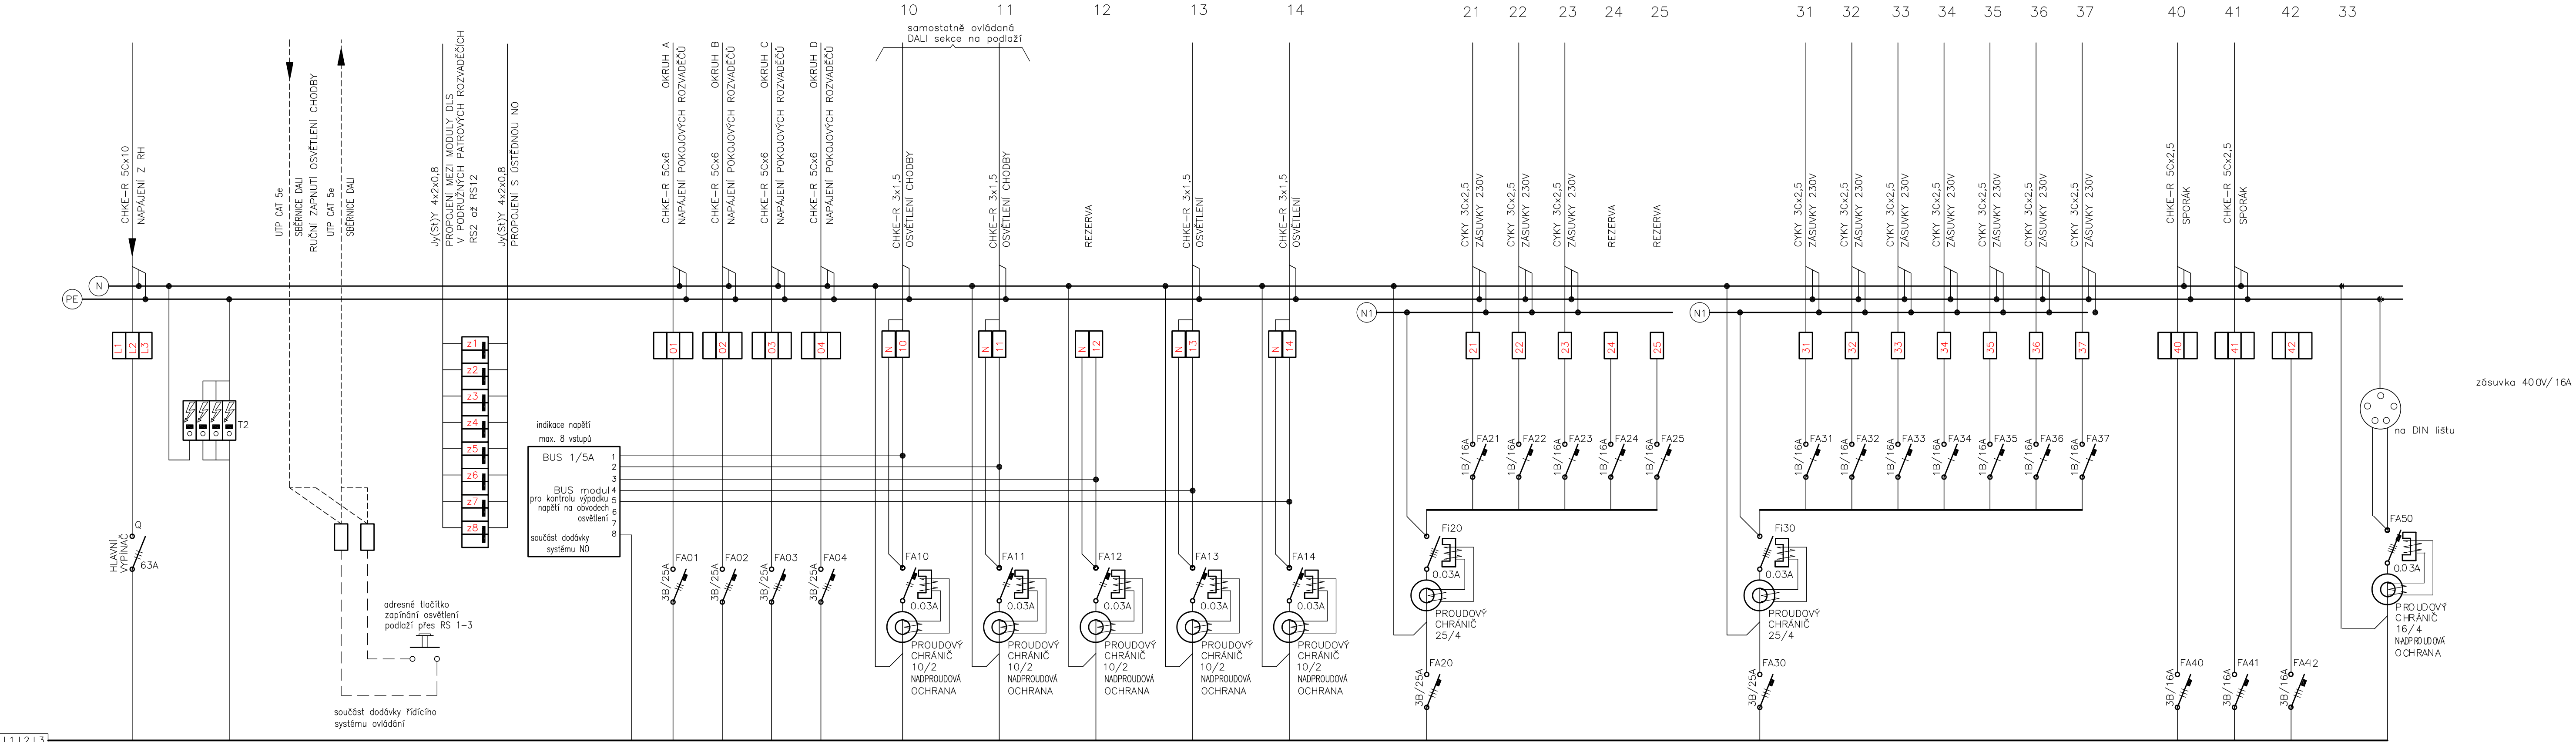 10
11
12
13
14
21
22
23
24
25
31
32
33
34
35
36
37
40
41
42
33
samostatně ovládaná
DALI sekce na podlaží
CHKE-R 5Cx10
NAPÁJENÍ Z RH
UTP CAT 5e
SBĚRNICE DALI
RUČNÍ ZAPNUTÍ OSVĚTLENÍ CHODBY
UTP CAT 5e
SBĚRNICE DALI
Jy(St)Y 4x2x0,8
PROPOJENÍ MEZI MODULY DLS
V PODRUŽNÝCH PATROVÝCH ROZVADĚČÍCH
RS2 až RS12
Jy(St)Y 4x2x0,8
PROPOJENÍ S ÚSTŘEDNOU NO
CHKE-R 5Cx6 OKRUH A
NAPÁJENÍ POKOJOVÝCH ROZVADĚČŮ
CHKE-R 5Cx6 OKRUH B
NAPÁJENÍ POKOJOVÝCH ROZVADĚČŮ
CHKE-R 5Cx6 OKRUH C
NAPÁJENÍ POKOJOVÝCH ROZVADĚČŮ
CHKE-R 5Cx6 OKRUH D
NAPÁJENÍ POKOJOVÝCH ROZVADĚČŮ
CHKE-R 3x1,5
OSVĚTLENÍ CHODBY
CHKE-R 3x1,5
OSVĚTLENÍ CHODBY
REZERVA
CHKE-R 3x1,5
OSVĚTLENÍ
CHKE-R 3x1,5
OSVĚTLENÍ
CYKY 3Cx2,5
ZÁSUVKY 230V
CYKY 3Cx2,5
ZÁSUVKY 230V
CYKY 3Cx2,5
ZÁSUVKY 230V
REZERVA
REZERVA
CYKY 3Cx2,5
ZÁSUVKY 230V
CYKY 3Cx2,5
ZÁSUVKY 230V
CYKY 3Cx2,5
ZÁSUVKY 230V
CYKY 3Cx2,5
ZÁSUVKY 230V
CYKY 3Cx2,5
ZÁSUVKY 230V
CYKY 3Cx2,5
ZÁSUVKY 230V
CYKY 3Cx2,5
ZÁSUVKY 230V
CHKE-R 5Cx2,5
SPORÁK
CHKE-R 5Cx2,5
SPORÁK
N
PE
N1
N1
L1
L2
L3
z1
z2
z3
z4
z5
z6
z7
z8
01
02
03
04
N 10
N 11
N 12
N 13
N 14
21
22
23
24
25
31
32
33
34
35
36
37
40
41
42
zásuvka 400V/16A
na DIN lištu
T2
indikace napětí
max. 8 vstupů
BUS 1/5A
BUS modul
pro kontrolu výpadku
napětí na obvodech
osvětlení
součást dodávky
systému NO
1
2
3
4
5
6
7
8
HLAVNÍ
VYPÍNAČ
Q
63A
adresné tlačítko
zapínání osvětlení
podlaží přes RS 1-3
součást dodávky řídícího
systému ovládání
3B/25A FA01
3B/25A FA02
3B/25A FA03
3B/25A FA04
FA10
0.03A
PROUDOVÝ
CHRÁNIČ
10/2
NADPROUDOVÁ
OCHRANA
FA11
0.03A
PROUDOVÝ
CHRÁNIČ
10/2
NADPROUDOVÁ
OCHRANA
FA12
0.03A
PROUDOVÝ
CHRÁNIČ
10/2
NADPROUDOVÁ
OCHRANA
FA13
0.03A
PROUDOVÝ
CHRÁNIČ
10/2
NADPROUDOVÁ
OCHRANA
FA14
0.03A
PROUDOVÝ
CHRÁNIČ
10/2
NADPROUDOVÁ
OCHRANA
1B/16A FA21
1B/16A FA22
1B/16A FA23
1B/16A FA24
1B/16A FA25
Fi20
0.03A
PROUDOVÝ
CHRÁNIČ
25/4
3B/25A FA20
1B/16A FA31
1B/16A FA32
1B/16A FA33
1B/16A FA34
1B/16A FA35
1B/16A FA36
1B/16A FA37
Fi30
0.03A
PROUDOVÝ
CHRÁNIČ
25/4
3B/25A FA30
3B/16A FA40
3B/16A FA41
3B/16A FA42
FA50
0.03A
PROUDOVÝ
CHRÁNIČ
16/4
NADPROUDOVÁ
OCHRANA